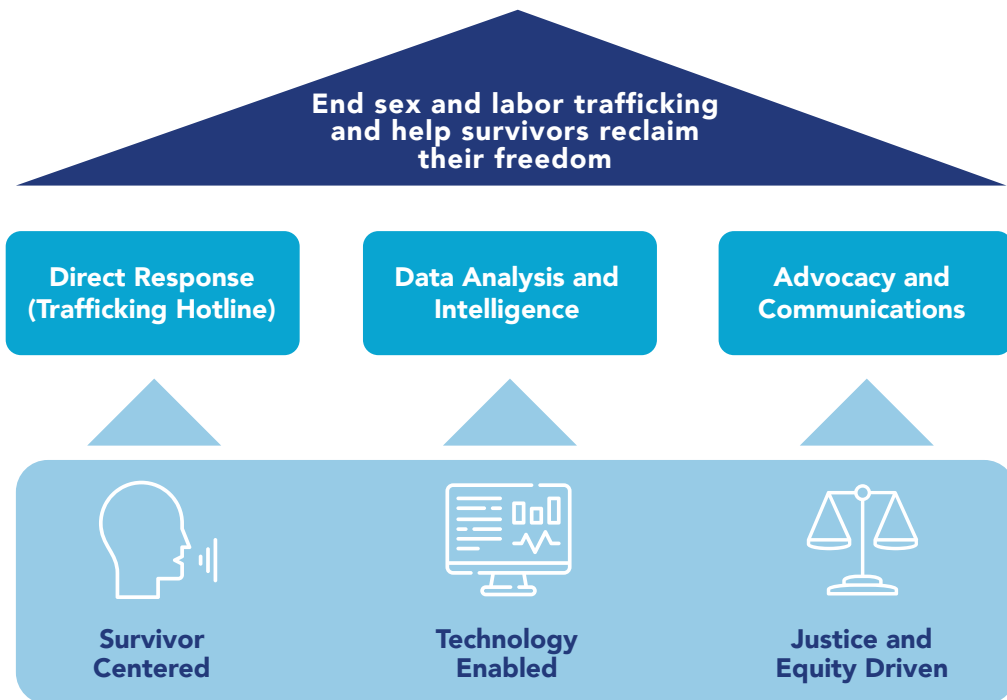 End sex and labor trafficking
and help survivors reclaim
their freedom
Direct Response
(Trafficking Hotline)
Data Analysis and
Intelligence
Advocacy and
Communications
Survivor
Centered
Technology
Enabled
Justice and
Equity Driven